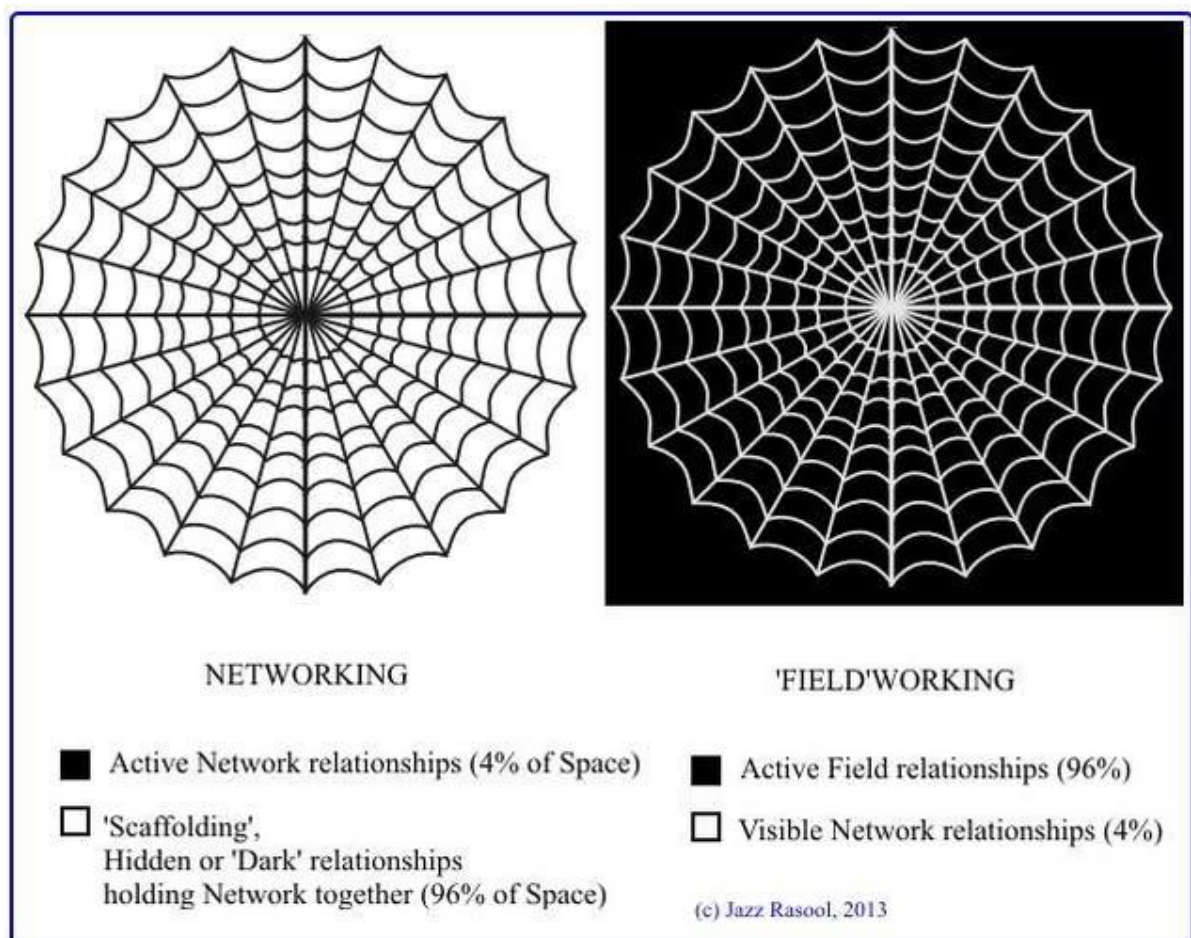 NETWORKING
Active Network relationships (4% of Space)
'Scaffolding',
Hidden or 'Dark' relationships
holding Network together (96% of Space)
'FIELD'WORKING
Active Field relationships (96%)
Visible Network relationships (4%)
(c) Jazz Rasool, 2013